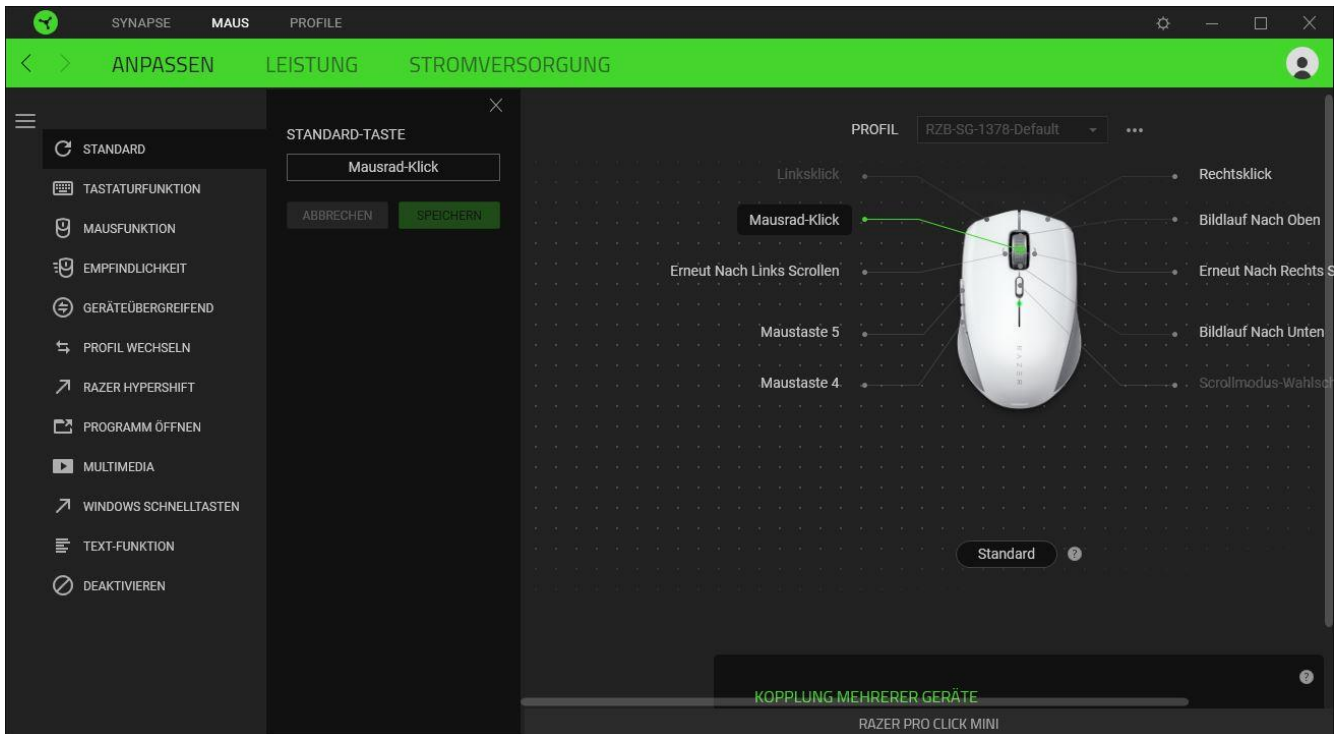 SYNAPSE MAUS PROFILE
ANPASSEN LEISTUNG STROMVERSORGUNG
STANDARD
TASTATURFUNKTION
MAUSFUNKTION
EMPFINDLICHKEIT
GERÄTEÜBERGREIFEND
PROFIL WECHSELN
RAZER HYPERSHIFT
PROGRAMM ÖFFNEN
MULTIMEDIA
WINDOWS SCHNELLTASTEN
TEXT-FUNKTION
DEAKTIVIEREN
STANDARD-TASTE
Mausrad-Klick
ABBRECHEN SPEICHERN
PROFIL RZB-SG-1378-Default
Linksklick
Mausrad-Klick
Erneut Nach Links Scrollen
Maustaste 5
Maustaste 4
Rechtsklick
Bildlauf Nach Oben
Erneut Nach Rechts S
Bildlauf Nach Unten
Scrollmodus-Wahlsch
RAZER
Standard ?
KOPPLUNG MEHRERER GERÄTE ?
RAZER PRO CLICK MINI